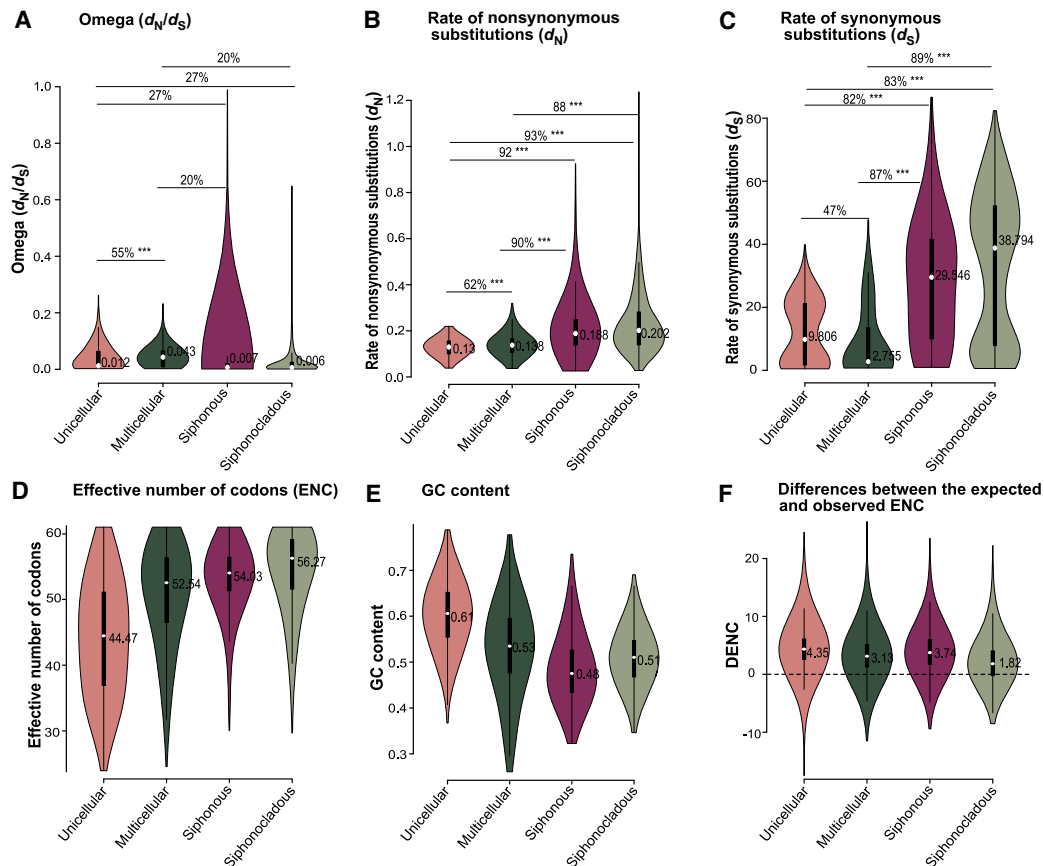 A Omega (dN/dS)
20%
27%
27%
20%
55% ***
1.0
0.8
0.6
0.4
0.2
0.0
Omega (dN/dS)
0.012
0.043
0.007
0.006
Unicellular
Multicellular
Siphonous
Siphonocladous
B Rate of nonsynonymous
substitutions (dN)
88 ***
93% ***
92 ***
90% ***
62% ***
1.2
1.0
0.8
0.6
0.4
0.2
0.0
Rate of nonsynonymous substitutions (dN)
0.13
0.138
0.188
0.202
Unicellular
Multicellular
Siphonous
Siphonocladous
C Rate of synonymous
substitutions (dS)
89% ***
83% ***
82% ***
87% ***
47%
80
60
40
20
0
Rate of synonymous substitutions (dS)
9.806
2.755
29.546
38.794
Unicellular
Multicellular
Siphonous
Siphonocladous
D Effective number of codons (ENC)
60
50
40
30
Effective number of codons
44.47
52.54
54.03
56.27
Unicellular
Multicellular
Siphonous
Siphonocladous
E GC content
0.7
0.6
0.5
0.4
0.3
GC content
0.61
0.53
0.48
0.51
Unicellular
Multicellular
Siphonous
Siphonocladous
F Differences between the expected
and observed ENC
20
10
0
-10
DENC
4.35
3.13
3.74
1.82
Unicellular
Multicellular
Siphonous
Siphonocladous